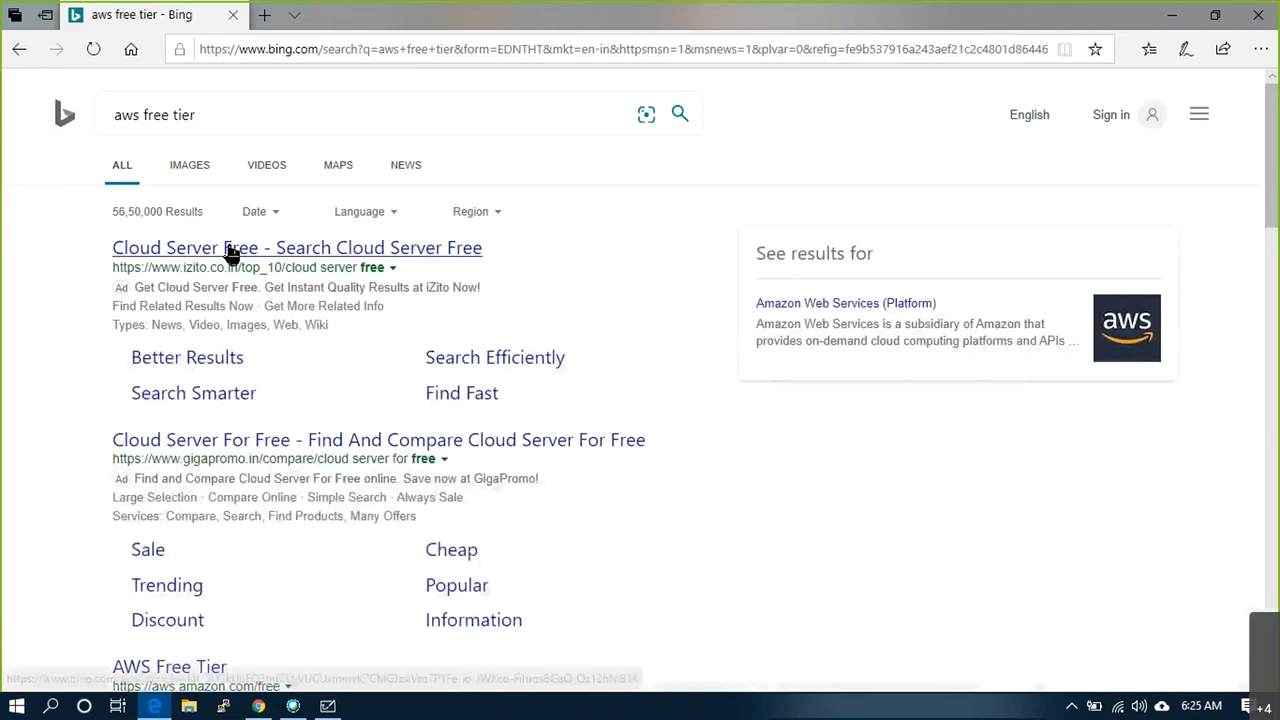 aws free tier - Bing
https://www.bing.com/search?q=aws+free+tier&form=EDNTHT&mkt=en-in&httpsmsn=1&msnews=1&plvar=0&refig=fe9b537916a243aef21c2c4801d86446
aws free tier
English
Sign in
ALL
IMAGES
VIDEOS
MAPS
NEWS
56,50,000 Results
Date
Language
Region
Cloud Server Free - Search Cloud Server Free
https://www.izito.co.in/top_10/cloud server free
Ad Get Cloud Server Free. Get Instant Quality Results at iZito Now!
Find Related Results Now · Get More Related Info
Types: News, Video, Images, Web, Wiki
Better Results
Search Efficiently
Search Smarter
Find Fast
See results for
Amazon Web Services (Platform)
Amazon Web Services is a subsidiary of Amazon that
provides on-demand cloud computing platforms and APIs ...
aws
Cloud Server For Free - Find And Compare Cloud Server For Free
https://www.gigapromo.in/compare/cloud server for free
Ad Find and Compare Cloud Server For Free online. Save now at GigaPromo!
Large Selection · Compare Online · Simple Search · Always Sale
Services: Compare, Search, Find Products, Many Offers
Sale
Cheap
Trending
Popular
Discount
Information
AWS Free Tier
https://aws.amazon.com/free
6:25 AM
+4